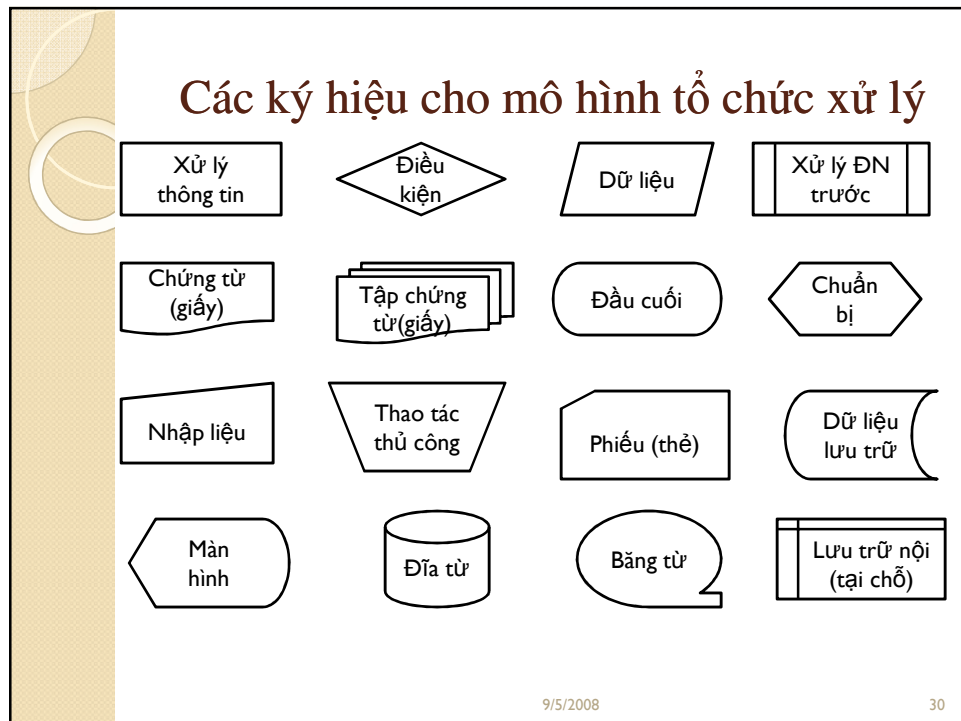 Các ký hiệu cho mô hình tổ chức xử lý
Xử lý
thông tin
Điều
kiện
Dữ liệu
Xử lý ĐN
trước
Chứng từ
(giấy)
Tập chứng
từ(giấy)
Đầu cuối
Chuẩn
bị
Nhập liệu
Thao tác
thủ công
Phiếu (thẻ)
Dữ liệu
lưu trữ
Màn
hình
Đĩa từ
Băng từ
Lưu trữ nội
(tại chỗ)
9/5/2008
30